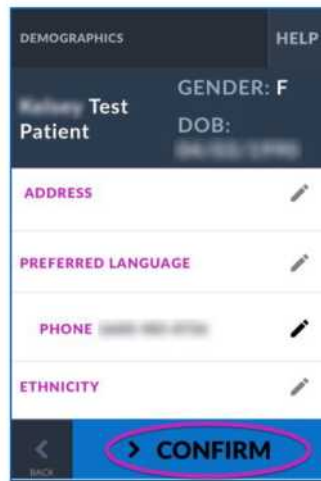 DEMOGRAPHICS HELP
Test
Patient
GENDER: F
DOB:
ADDRESS
PREFERRED LANGUAGE
PHONE
ETHNICITY
BACK
> CONFIRM